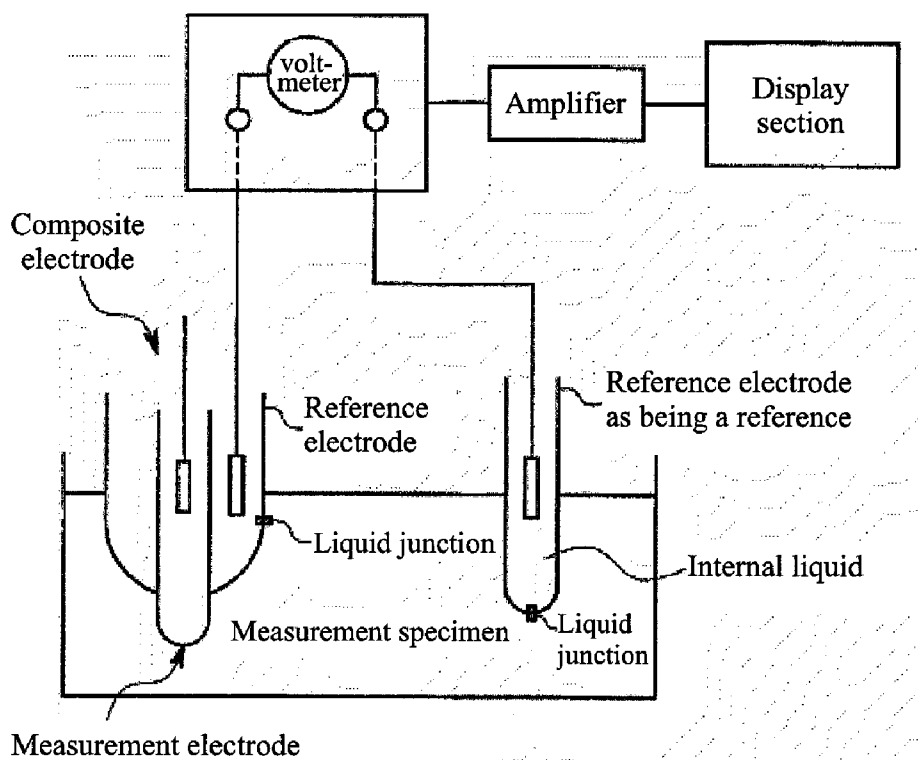 volt-
meter
Amplifier
Display
section
Composite
electrode
Reference
electrode
Reference electrode
as being a reference
Liquid junction
Internal liquid
Measurement specimen
Liquid
junction
Measurement electrode